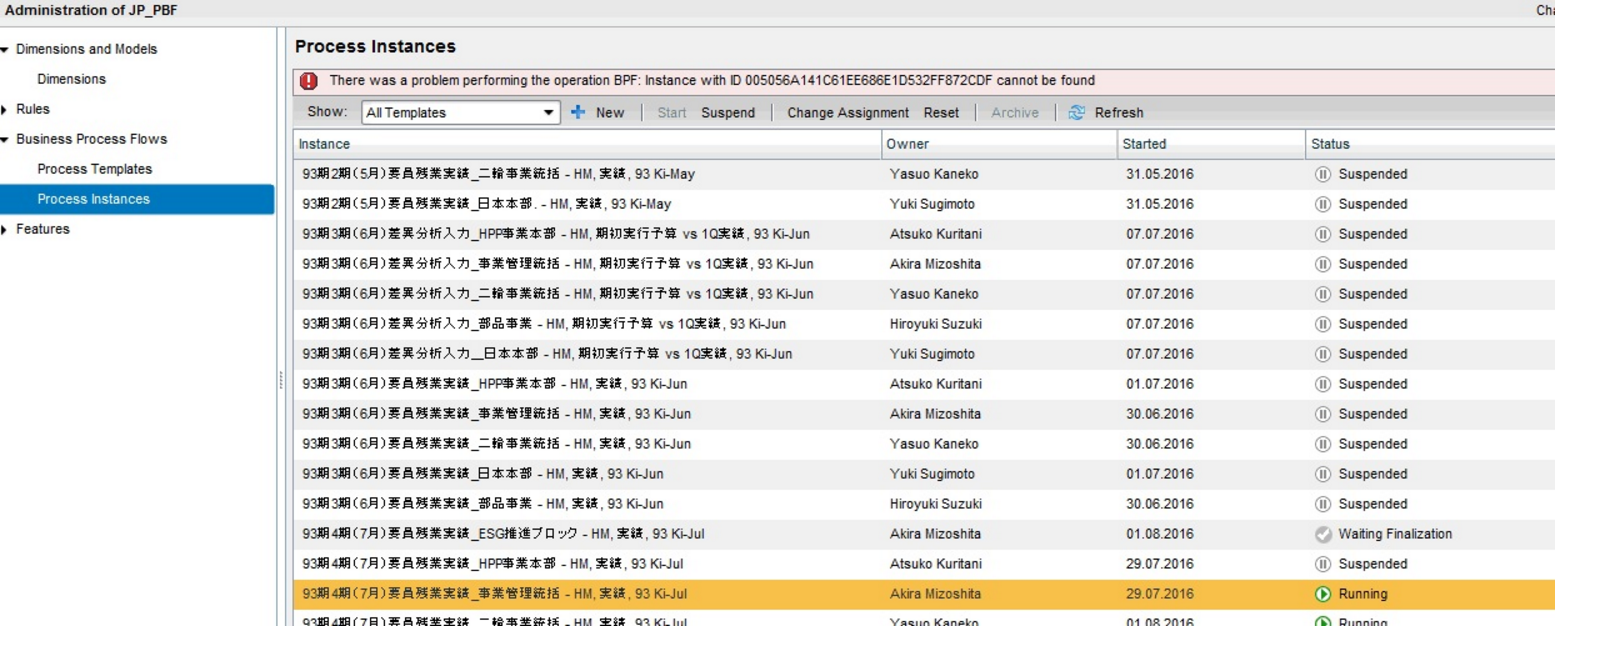 Administration of JP_PBF
Cha
Dimensions and Models
Dimensions
Rules
Business Process Flows
Process Templates
Process Instances
Features
Process Instances
There was a problem performing the operation BPF: Instance with ID 005056A141C61EE686E1D532FF872CDF cannot be found
Show: All Templates New Start Suspend Change Assignment Reset Archive Refresh
Instance Owner Started Status
93期2期(5月)要員残業実績_二輪事業統括 - HM, 実績, 93 Ki-May Yasuo Kaneko 31.05.2016 Suspended
93期2期(5月)要員残業実績_日本本部. - HM, 実績, 93 Ki-May Yuki Sugimoto 31.05.2016 Suspended
93期3期(6月)差異分析入力_HPP事業本部 - HM, 期初実行予算 vs 1Q実績, 93 Ki-Jun Atsuko Kuritani 07.07.2016 Suspended
93期3期(6月)差異分析入力_事業管理統括 - HM, 期初実行予算 vs 1Q実績, 93 Ki-Jun Akira Mizoshita 07.07.2016 Suspended
93期3期(6月)差異分析入力_二輪事業統括 - HM, 期初実行予算 vs 1Q実績, 93 Ki-Jun Yasuo Kaneko 07.07.2016 Suspended
93期3期(6月)差異分析入力_部品事業 - HM, 期初実行予算 vs 1Q実績, 93 Ki-Jun Hiroyuki Suzuki 07.07.2016 Suspended
93期3期(6月)差異分析入力__日本本部 - HM, 期初実行予算 vs 1Q実績, 93 Ki-Jun Yuki Sugimoto 07.07.2016 Suspended
93期3期(6月)要員残業実績_HPP事業本部 - HM, 実績, 93 Ki-Jun Atsuko Kuritani 01.07.2016 Suspended
93期3期(6月)要員残業実績_事業管理統括 - HM, 実績, 93 Ki-Jun Akira Mizoshita 30.06.2016 Suspended
93期3期(6月)要員残業実績_二輪事業統括 - HM, 実績, 93 Ki-Jun Yasuo Kaneko 30.06.2016 Suspended
93期3期(6月)要員残業実績_日本本部 - HM, 実績, 93 Ki-Jun Yuki Sugimoto 01.07.2016 Suspended
93期3期(6月)要員残業実績_部品事業 - HM, 実績, 93 Ki-Jun Hiroyuki Suzuki 30.06.2016 Suspended
93期4期(7月)要員残業実績_ESG推進ブロック - HM, 実績, 93 Ki-Jul Akira Mizoshita 01.08.2016 Waiting Finalization
93期4期(7月)要員残業実績_HPP事業本部 - HM, 実績, 93 Ki-Jul Atsuko Kuritani 29.07.2016 Suspended
93期4期(7月)要員残業実績_事業管理統括 - HM, 実績, 93 Ki-Jul Akira Mizoshita 29.07.2016 Running
93期4期(7月)要員残業実績_二輪事業統括 - HM, 実績, 93 Ki-Jul Yasuo Kaneko 01.08.2016 Running